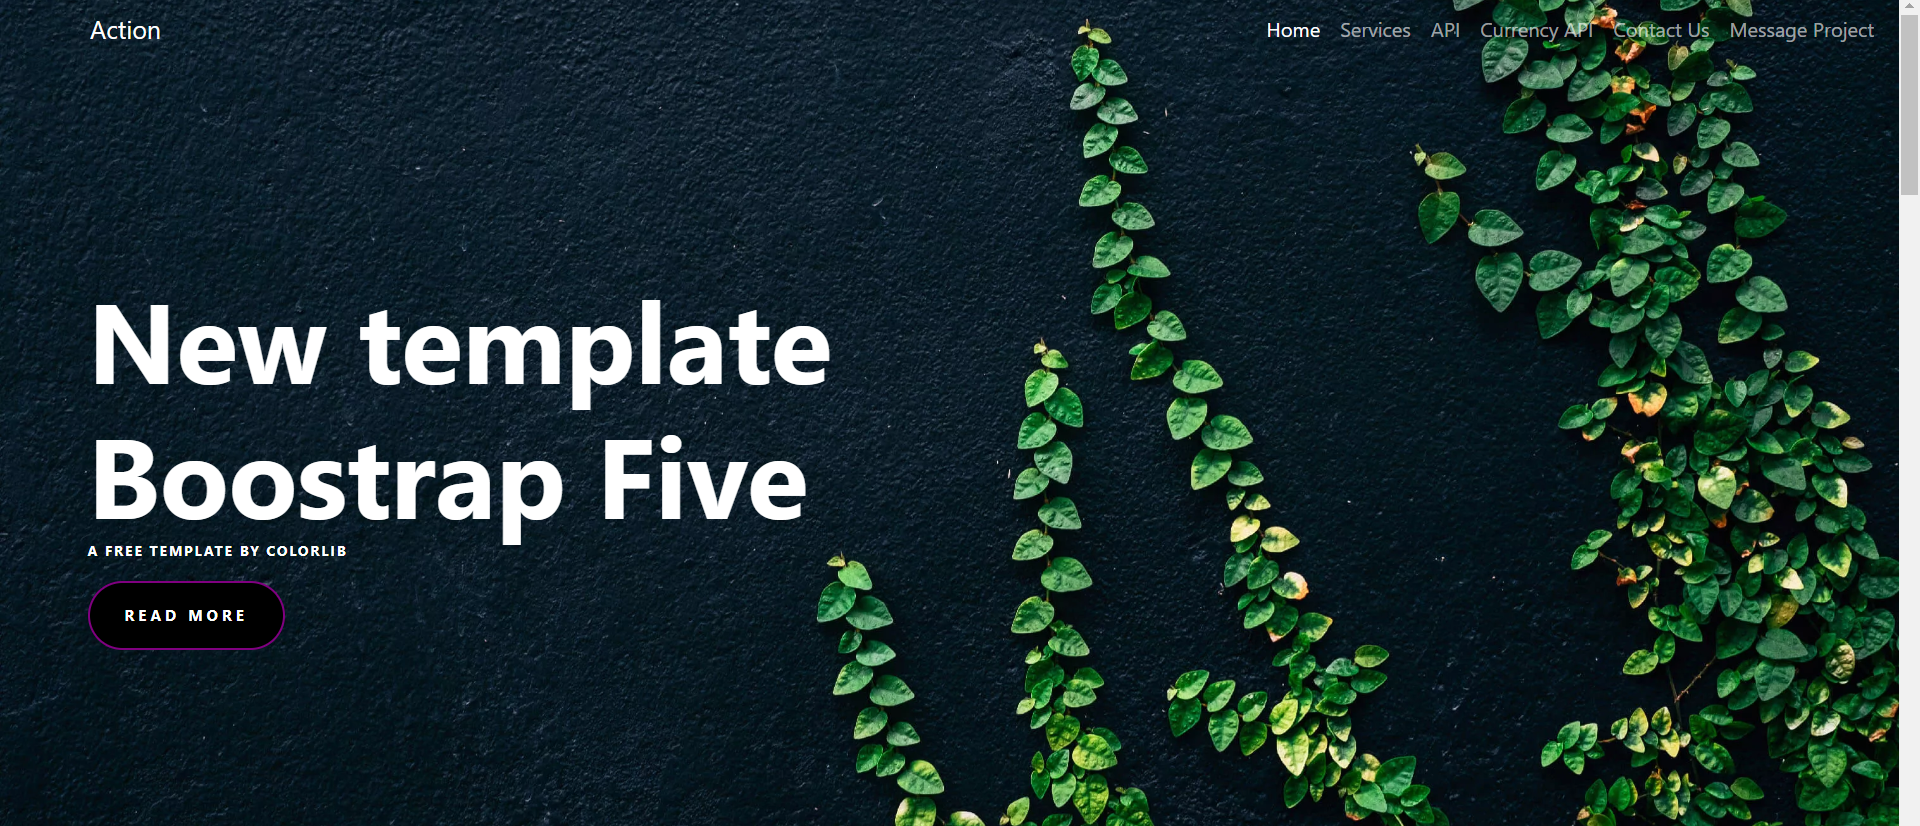 Action
Home Services API Currency API Contact Us Message Project
New template
Boostrap Five
A FREE TEMPLATE BY COLORLIB
READ MORE